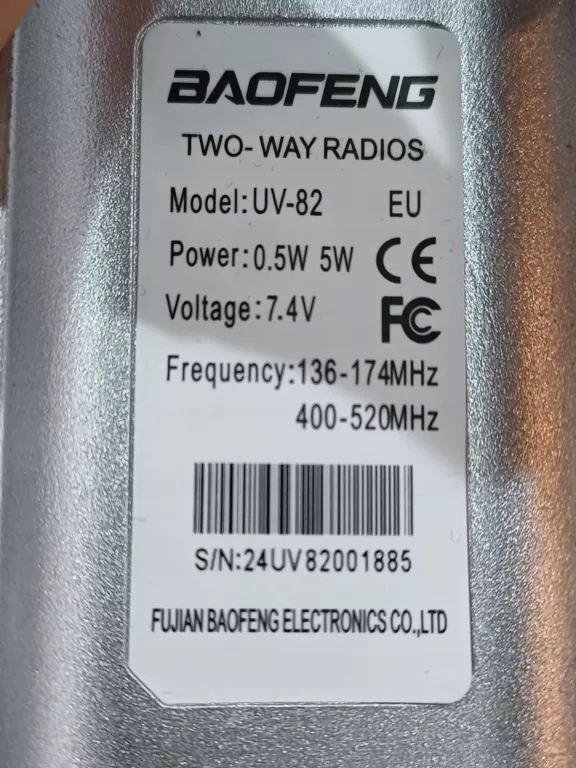 BAOFENG
TWO- WAY RADIOS
Model:UV-82 EU
Power:0.5W 5W CE
Voltage:7.4V FC
Frequency:136-174MHz
400-520MHz
S/N:24UV82001885
FUJIAN BAOFENG ELECTRONICS CO.,LTD